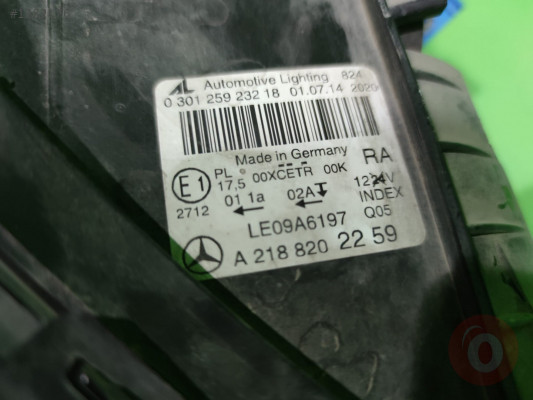 AL Automotive Lighting 824
0 301 259 232 18 01.07.14 2020
Made in Germany
E1 PL ° 00XCETR 00K RA
17,5
2712 01 1a 02A 12V INDEX
LE09A6197 Q05
A 218 820 22 59